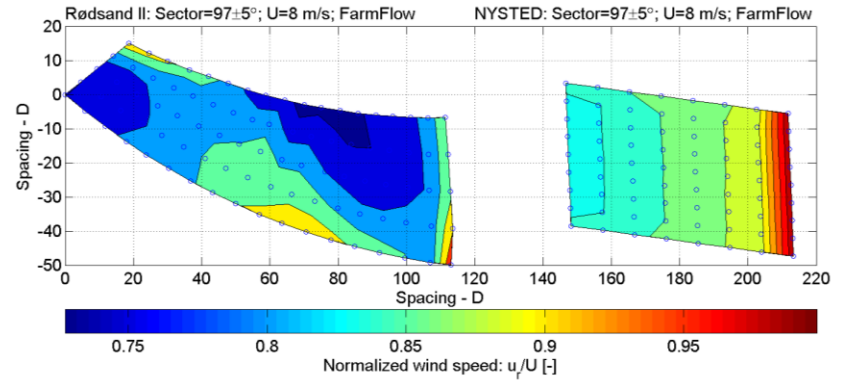 Rødsand II: Sector=97±5°; U=8 m/s; FarmFlow
NYSTED: Sector=97±5°; U=8 m/s; FarmFlow
20
10
0
-10
-20
-30
-40
-50
Spacing - D
0 20 40 60 80 100 120 140 160 180 200 220
Spacing - D
0.75 0.8 0.85 0.9 0.95
Normalized wind speed: u_r/U [-]